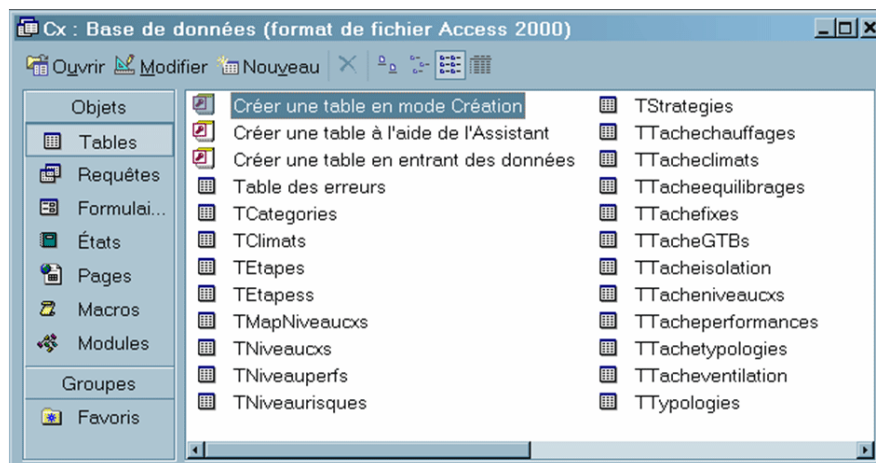 Cx : Base de données (format de fichier Access 2000)
Ouvrir Modifier Nouveau
Objets
Tables
Requêtes
Formulai...
États
Pages
Macros
Modules
Groupes
Favoris
Créer une table en mode Création
Créer une table à l'aide de l'Assistant
Créer une table en entrant des données
Table des erreurs
TCategories
TClimats
TEtapes
TEtapess
TMapNiveaucxs
TNiveaucxs
TNiveauperfs
TNiveaurisques
TStrategies
TTachechauffages
TTacheclimats
TTacheequilibrages
TTachefixes
TTacheGTBs
TTacheisolation
TTacheniveaucxs
TTacheperformances
TTachetypologies
TTacheventilation
TTypologies